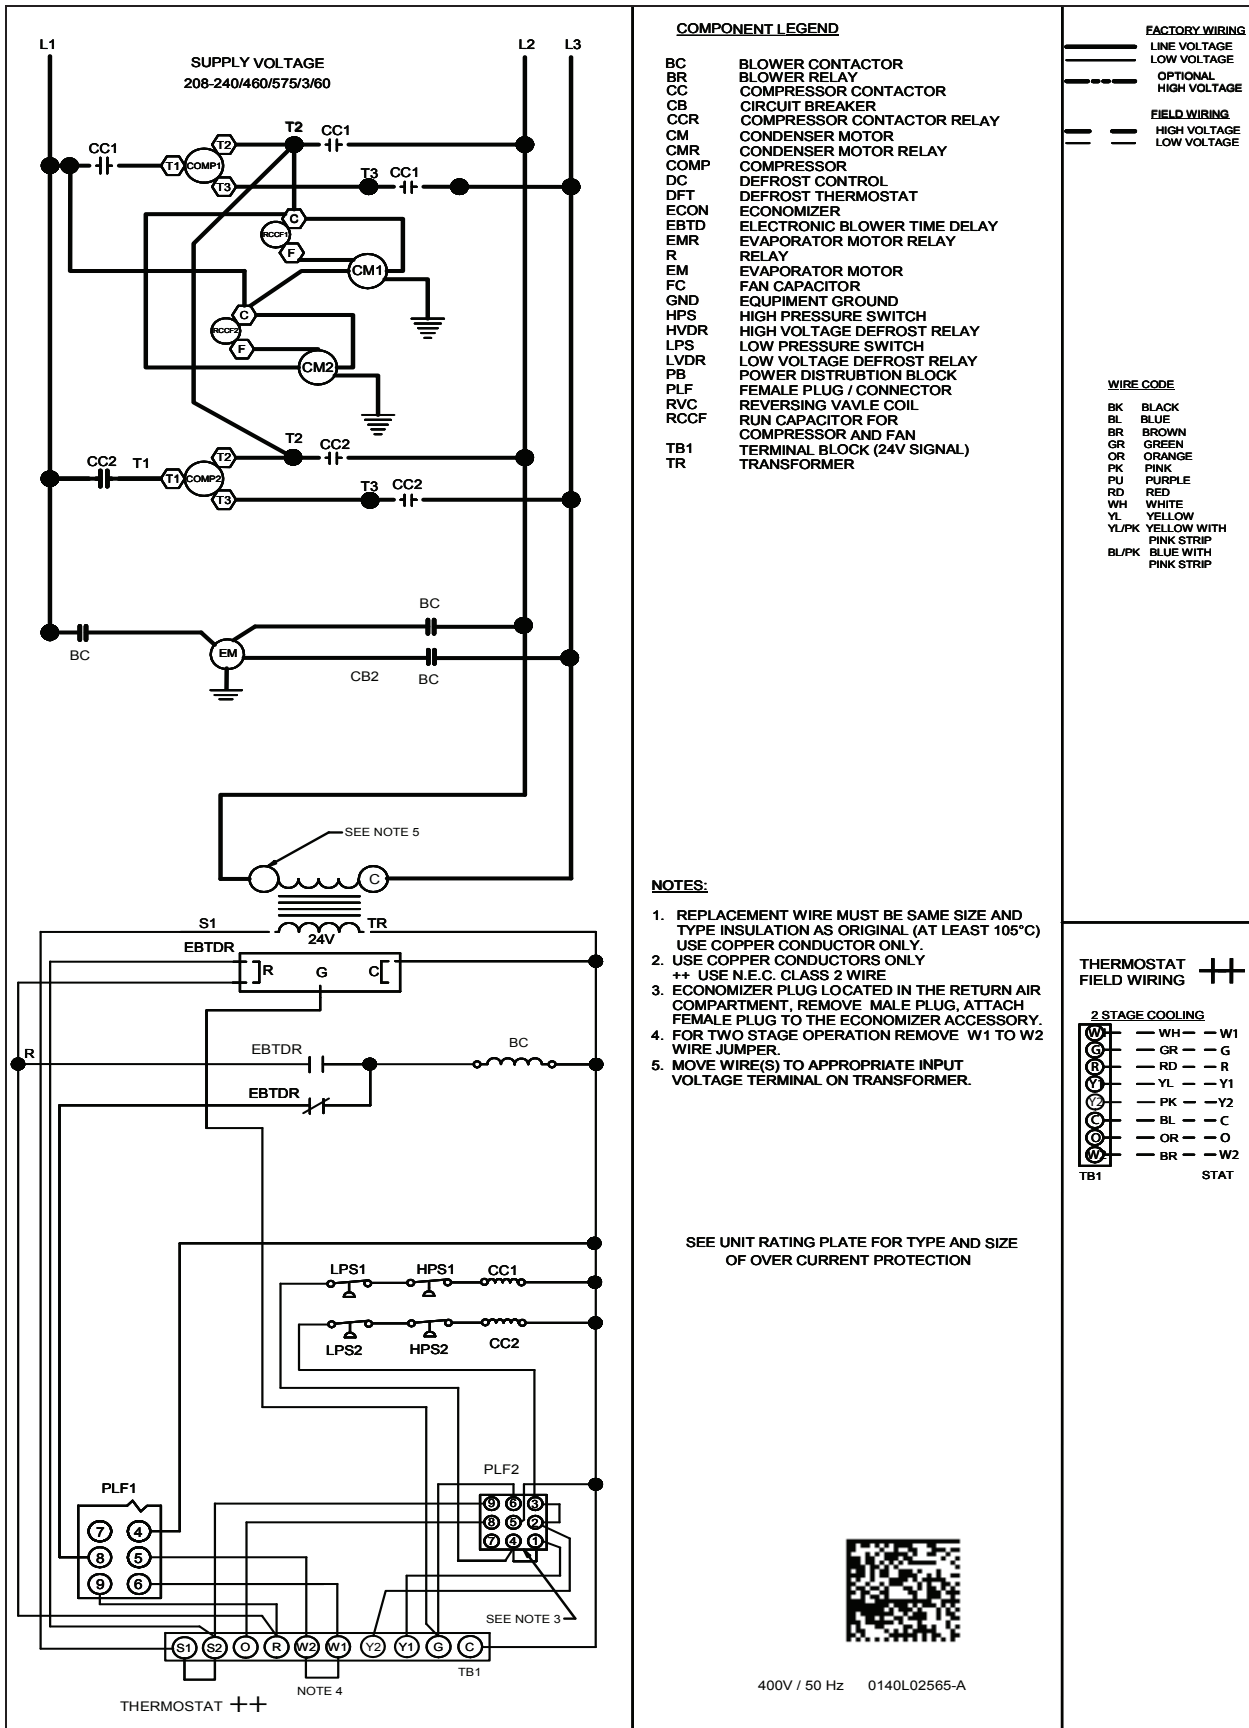 L1
L2
L3
SUPPLY VOLTAGE
208-240/460/575/3/60
T2
CC1
CC1
T2
T1
COMP1
T3
T3
CC1
C
RCCF1
F
CM1
C
RCCF2
F
CM2
T2
CC2
CC2
T1
T2
T1
COMP2
T3
T3
CC2
BC
BC
EM
CB2
BC
SEE NOTE 5
C
S1
TR
24V
EBTDR
R
G
C
R
EBTDR
BC
EBTDR
LPS1
HPS1
CC1
LPS2
HPS2
CC2
PLF1
7
4
8
5
9
6
PLF2
9
6
3
8
5
2
7
4
1
SEE NOTE 3
S1
S2
O
R
W2
W1
Y2
Y1
G
C
TB1
NOTE 4
THERMOSTAT ++
COMPONENT LEGEND
BC BLOWER CONTACTOR
BR BLOWER RELAY
CC COMPRESSOR CONTACTOR
CB CIRCUIT BREAKER
CCR COMPRESSOR CONTACTOR RELAY
CM CONDENSER MOTOR
CMR CONDENSER MOTOR RELAY
COMP COMPRESSOR
DC DEFROST CONTROL
DFT DEFROST THERMOSTAT
ECON ECONOMIZER
EBTD ELECTRONIC BLOWER TIME DELAY
EMR EVAPORATOR MOTOR RELAY
R RELAY
EM EVAPORATOR MOTOR
FC FAN CAPACITOR
GND EQUPIMENT GROUND
HPS HIGH PRESSURE SWITCH
HVDR HIGH VOLTAGE DEFROST RELAY
LPS LOW PRESSURE SWITCH
LVDR LOW VOLTAGE DEFROST RELAY
PB POWER DISTRUBTION BLOCK
PLF FEMALE PLUG / CONNECTOR
RVC REVERSING VAVLE COIL
RCCF RUN CAPACITOR FOR
COMPRESSOR AND FAN
TB1 TERMINAL BLOCK (24V SIGNAL)
TR TRANSFORMER
NOTES:
1. REPLACEMENT WIRE MUST BE SAME SIZE AND
TYPE INSULATION AS ORIGINAL (AT LEAST 105°C)
USE COPPER CONDUCTOR ONLY.
2. USE COPPER CONDUCTORS ONLY
++ USE N.E.C. CLASS 2 WIRE
3. ECONOMIZER PLUG LOCATED IN THE RETURN AIR
COMPARTMENT, REMOVE MALE PLUG, ATTACH
FEMALE PLUG TO THE ECONOMIZER ACCESSORY.
4. FOR TWO STAGE OPERATION REMOVE W1 TO W2
WIRE JUMPER.
5. MOVE WIRE(S) TO APPROPRIATE INPUT
VOLTAGE TERMINAL ON TRANSFORMER.
SEE UNIT RATING PLATE FOR TYPE AND SIZE
OF OVER CURRENT PROTECTION
400V / 50 Hz 0140L02565-A
FACTORY WIRING
LINE VOLTAGE
LOW VOLTAGE
OPTIONAL
HIGH VOLTAGE
FIELD WIRING
HIGH VOLTAGE
LOW VOLTAGE
WIRE CODE
BK BLACK
BL BLUE
BR BROWN
GR GREEN
OR ORANGE
PK PINK
PU PURPLE
RD RED
WH WHITE
YL YELLOW
YL/PK YELLOW WITH
PINK STRIP
BL/PK BLUE WITH
PINK STRIP
THERMOSTAT
FIELD WIRING
2 STAGE COOLING
W1 WH W1
G GR G
R RD R
Y1 YL Y1
Y2 PK Y2
C BL C
O OR O
W2 BR W2
TB1 STAT